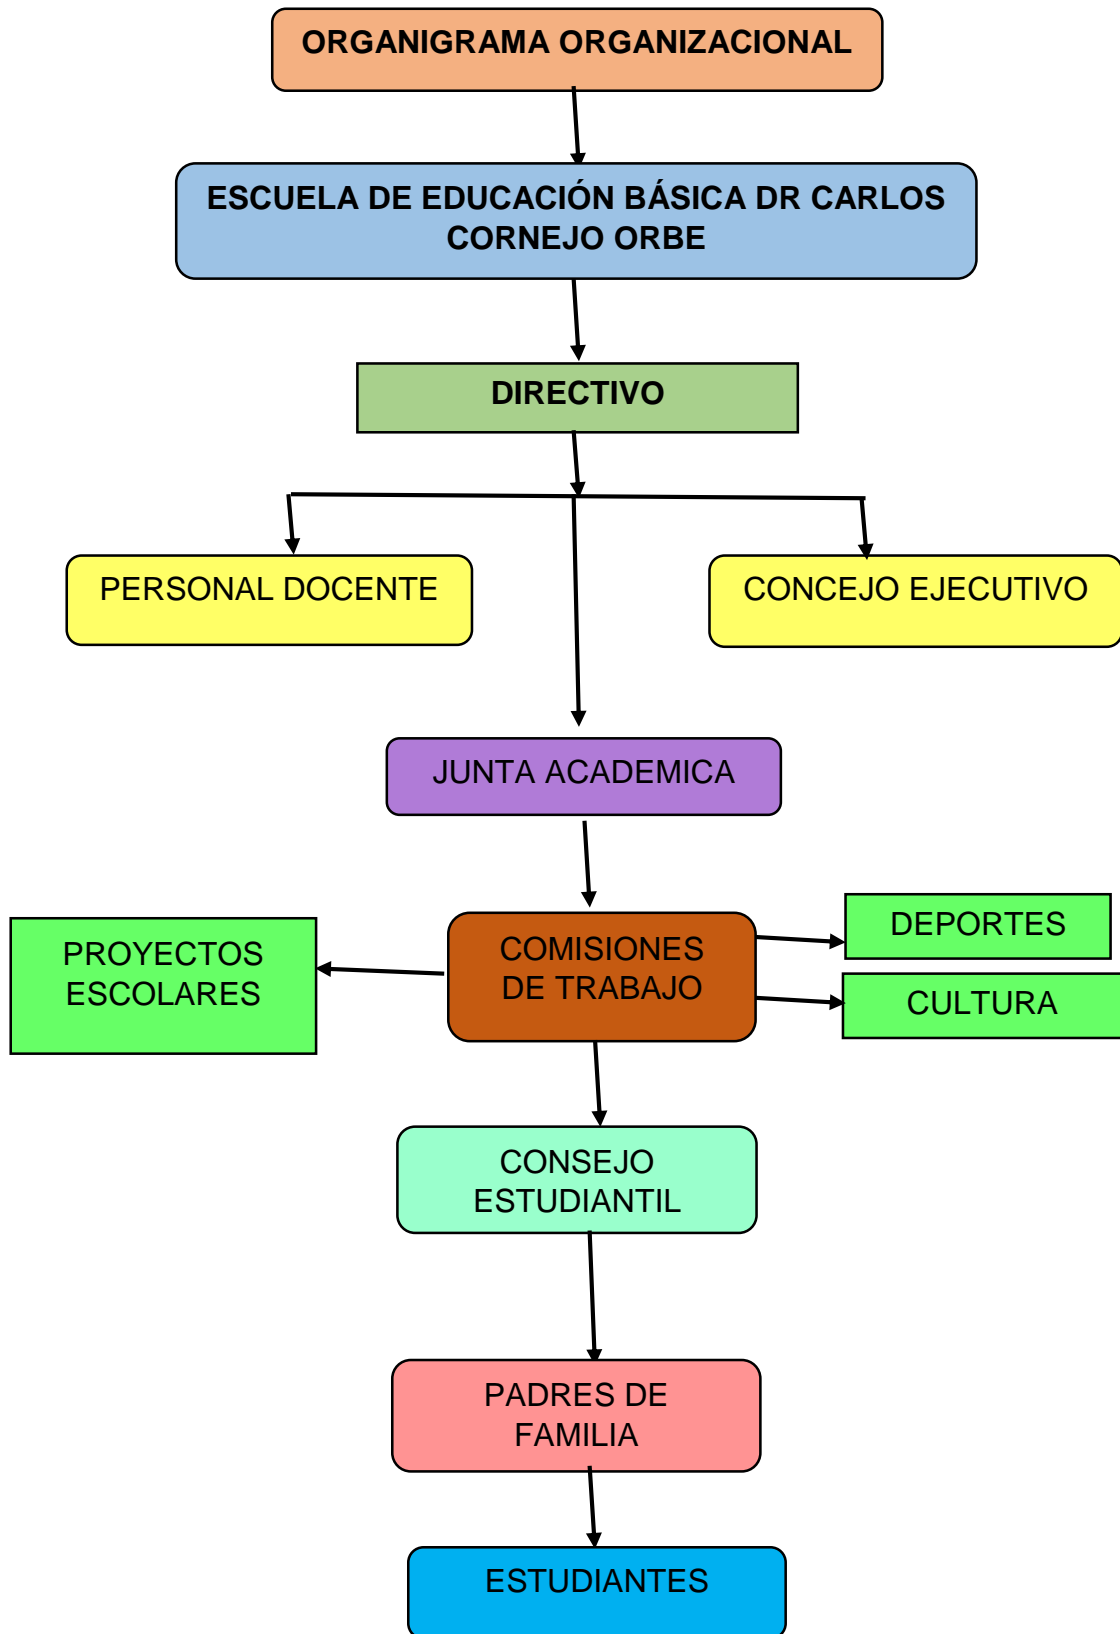 ORGANIGRAMA ORGANIZACIONAL
ESCUELA DE EDUCACIÓN BÁSICA DR CARLOS
CORNEJO ORBE
DIRECTIVO
PERSONAL DOCENTE
CONCEJO EJECUTIVO
JUNTA ACADEMICA
PROYECTOS
ESCOLARES
COMISIONES
DE TRABAJO
DEPORTES
CULTURA
CONSEJO
ESTUDIANTIL
PADRES DE
FAMILIA
ESTUDIANTES